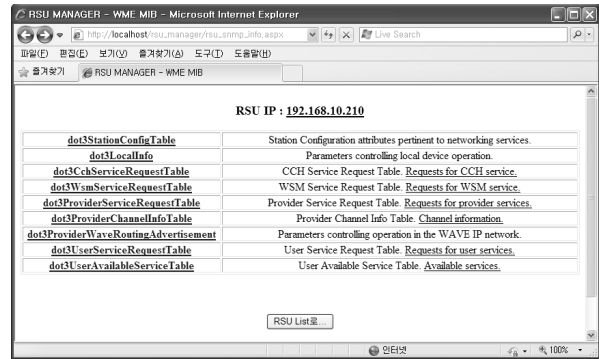 RSU MANAGER - WME MIB - Microsoft Internet Explorer
http://localhost/rsu_manager/rsu_snmp_info.aspx
Live Search
파일(F) 편집(E) 보기(V) 즐겨찾기(A) 도구(T) 도움말(H)
즐겨찾기 RSU MANAGER - WME MIB
RSU IP : 192.168.10.210
dot3StationConfigTable Station Configuration attributes pertinent to networking services.
dot3LocalInfo Parameters controlling local device operation.
dot3CchServiceRequestTable CCH Service Request Table. Requests for CCH service.
dot3WsmServiceRequestTable WSM Service Request Table. Requests for WSM service.
dot3ProviderServiceRequestTable Provider Service Request Table. Requests for provider services.
dot3ProviderChannelInfoTable Provider Channel Info Table. Channel information.
dot3ProviderWaveRoutingAdvertisement Parameters controlling operation in the WAVE IP network.
dot3UserServiceRequestTable User Service Request Table. Requests for user services.
dot3UserAvailableServiceTable User Available Service Table. Available services.
RSU List로...
인터넷 100%